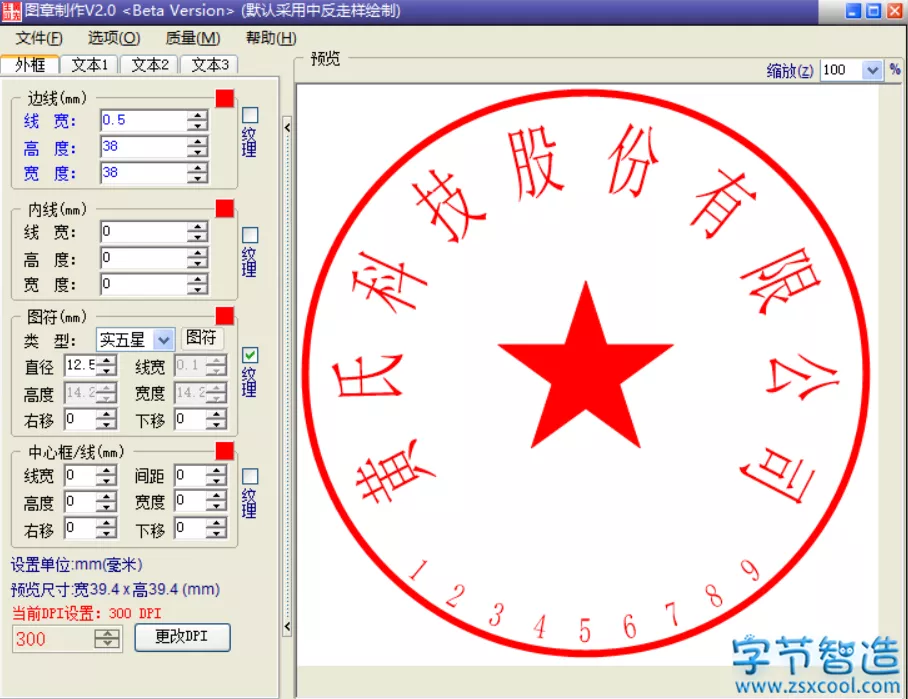 图章制作V2.0 <Beta Version> (默认采用中反走样绘制)
文件(F) 选项(O) 质量(M) 帮助(H)
外框 文本1 文本2 文本3
边线(mm)
线 宽: 0.5
高 度: 38
宽 度: 38
纹理
内线(mm)
线 宽: 0
高 度: 0
宽 度: 0
纹理
图符(mm)
类 型: 实五星 图符
直径 12.5 线宽 0.1
高度 14.2 宽度 14.2
右移 0 下移 0
纹理
中心框/线(mm)
线宽 0 间距 0
高度 0 宽度 0
右移 0 下移 0
纹理
设置单位:mm(毫米)
预览尺寸:宽39.4 x 高39.4 (mm)
当前DPI设置: 300 DPI
300 更改DPI
预览
缩放(Z) 100 %
黄氏科技股份有限公司
1 2 3 4 5 6 7 8 9
字节智造
www.zsxcool.com